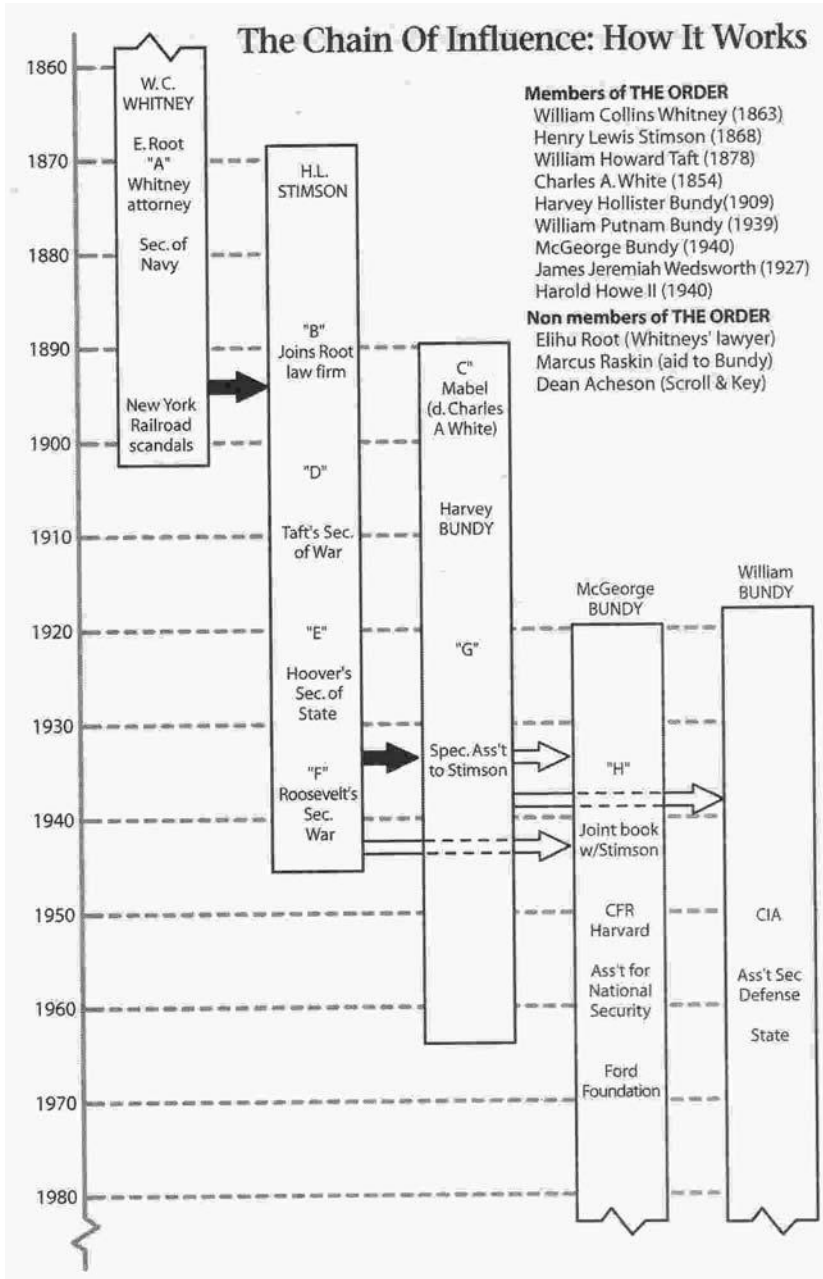 The Chain Of Influence: How It Works
Members of THE ORDER
William Collins Whitney (1863)
Henry Lewis Stimson (1868)
William Howard Taft (1878)
Charles A. White (1854)
Harvey Hollister Bundy(1909)
William Putnam Bundy (1939)
McGeorge Bundy (1940)
James Jeremiah Wedsworth (1927)
Harold Howe II (1940)
Non members of THE ORDER
Elihu Root (Whitneys' lawyer)
Marcus Raskin (aid to Bundy)
Dean Acheson (Scroll & Key)
1860
1870
1880
1890
1900
1910
1920
1930
1940
1950
1960
1970
1980
W. C.
WHITNEY
E. Root
"A"
Whitney
attorney
Sec. of
Navy
New York
Railroad
scandals
H.L.
STIMSON
"B"
Joins Root
law firm
"D"
Taft's Sec.
of War
"E"
Hoover's
Sec. of
State
"F"
Roosevelt's
Sec.
War
C"
Mabel
(d. Charles
A White)
Harvey
BUNDY
"G"
Spec. Ass't
to Stimson
McGeorge
BUNDY
"H"
Joint book
w/Stimson
CFR
Harvard
Ass't for
National
Security
Ford
Foundation
William
BUNDY
CIA
Ass't Sec
Defense
State